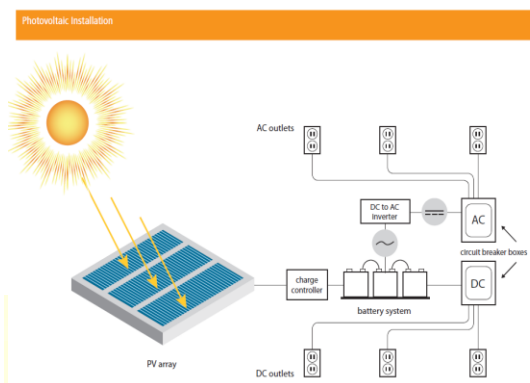 Photovoltaic Installation
AC outlets
DC to AC
Inverter
AC
circuit breaker boxes
charge
controller
DC
battery system
PV array
DC outlets